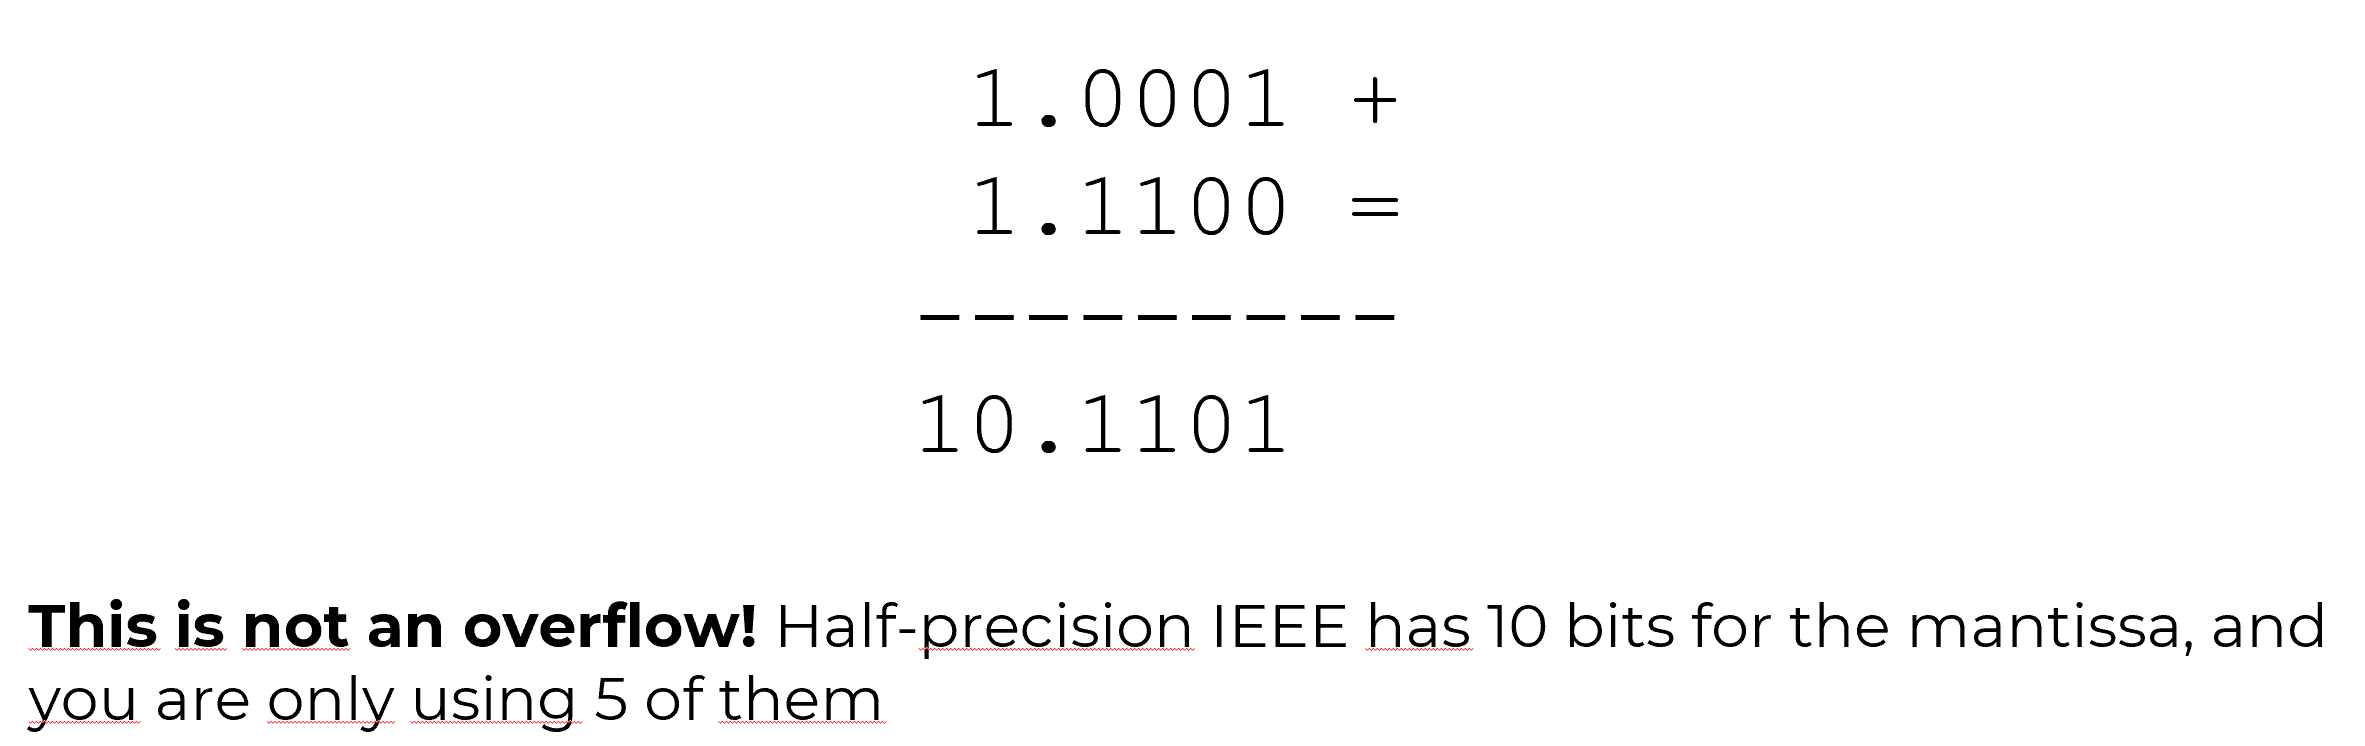 1.0001 +
1.1100 =
---------
10.1101
This is not an overflow! Half-precision IEEE has 10 bits for the mantissa, and
you are only using 5 of them